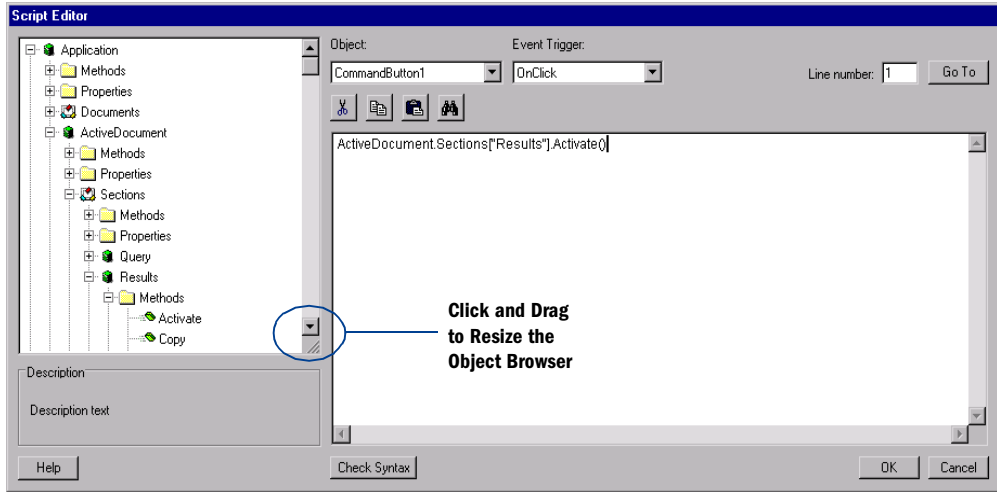 Script Editor
Application
Methods
Properties
Documents
ActiveDocument
Methods
Properties
Sections
Methods
Properties
Query
Results
Methods
Activate
Copy
Description
Description text
Help
Object:
Event Trigger:
CommandButton1
OnClick
Line number: 1 Go To
ActiveDocument.Sections["Results"].Activate()
Click and Drag
to Resize the
Object Browser
Check Syntax
OK
Cancel